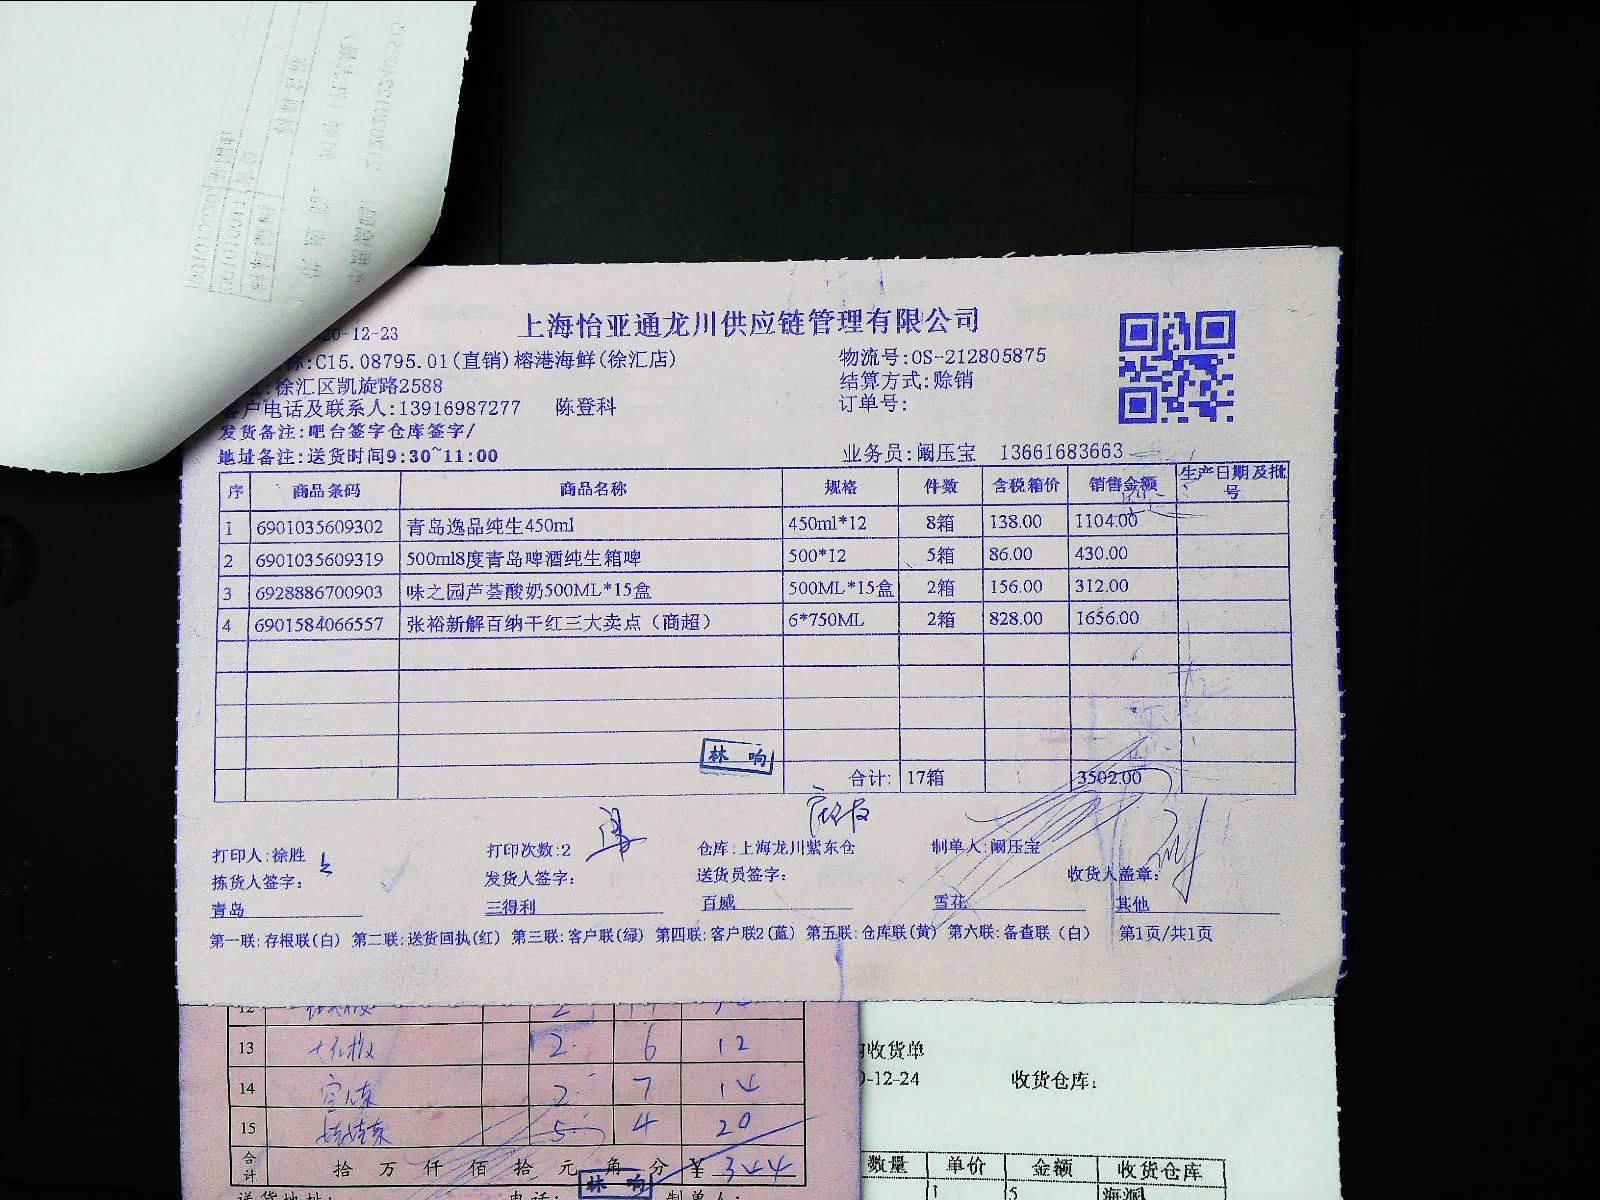 上海怡亚通龙川供应链管理有限公司
20-12-23
称:C15.08795.01(直销)榕港海鲜(徐汇店)
物流号:OS-212805875
址:徐汇区凯旋路2588
结算方式:赊销
客户电话及联系人:13916987277 陈登科
订单号:
发货备注:吧台签字仓库签字/
地址备注:送货时间9:30~11:00
业务员:阚压宝 13661683663
序 商品条码 商品名称 规格 件数 含税箱价 销售金额 生产日期及批号
1 6901035609302 青岛逸品纯生450ml 450ml*12 8箱 138.00 1104.00
2 6901035609319 500ml8度青岛啤酒纯生箱啤 500*12 5箱 86.00 430.00
3 6928886700903 味之园芦荟酸奶500ML*15盒 500ML*15盒 2箱 156.00 312.00
4 6901584066557 张裕新解百纳干红三大卖点（商超） 6*750ML 2箱 828.00 1656.00
林响
合计: 17箱 3502.00
打印人:徐胜 打印次数:2 仓库:上海龙川紫东仓 制单人:阚压宝
拣货人签字: 发货人签字: 送货员签字: 收货人盖章:
青岛 三得利 百威 雪花 其他
第一联:存根联(白) 第二联:送货回执(红) 第三联:客户联(绿) 第四联:客户联2(蓝) 第五联:仓库联(黄) 第六联:备查联（白） 第1页/共1页
12
13 2 6 12
14 2 7 14
15 5 4 20
合计 拾万仟佰拾元角分 ¥344
林响
收货单
-12-24 收货仓库:
数量 单价 金额 收货仓库
1 5